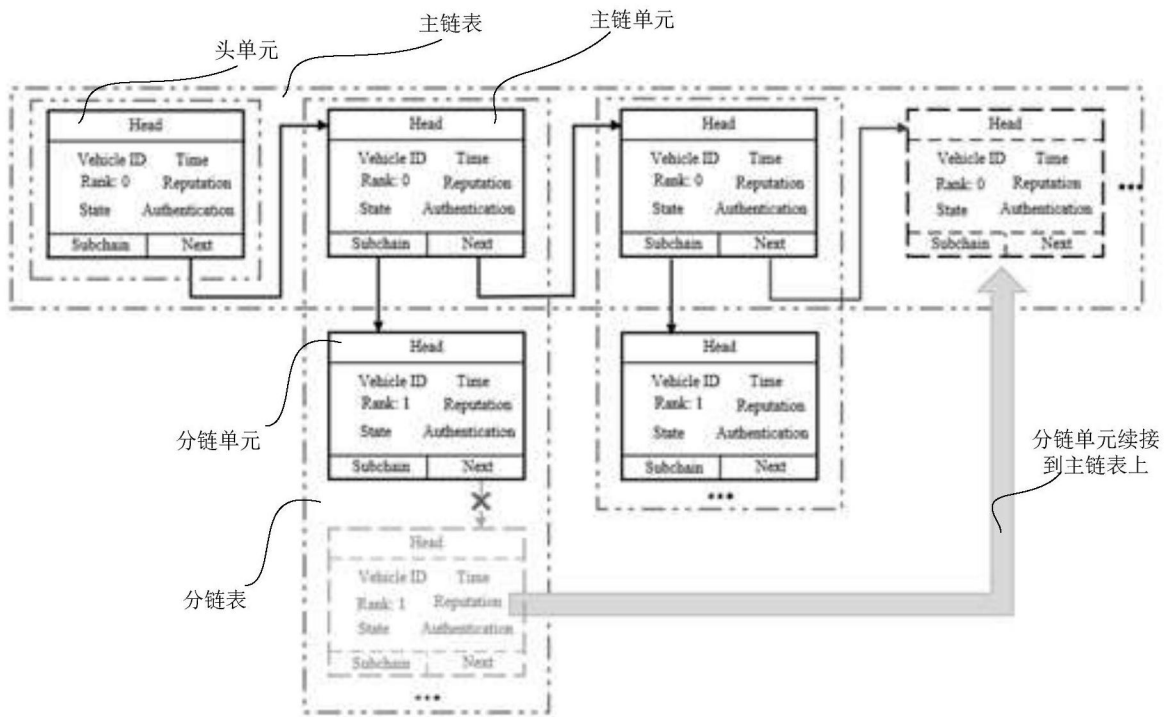 主链表
主链单元
头单元
Head
Vehicle ID Time
Rank: 0 Reputation
State Authentication
Subchain Next
Head
Vehicle ID Time
Rank: 0 Reputation
State Authentication
Subchain Next
Head
Vehicle ID Time
Rank: 0 Reputation
State Authentication
Subchain Next
Head
Vehicle ID Time
Rank: 0 Reputation
State Authentication
Subchain Next
•••
分链单元
Head
Vehicle ID Time
Rank: 1 Reputation
State Authentication
Subchain Next
Head
Vehicle ID Time
Rank: 1 Reputation
State Authentication
Subchain Next
•••
分链单元续接
到主链表上
分链表
Head
Vehicle ID Time
Rank: 1 Reputation
State Authentication
Subchain Next
•••